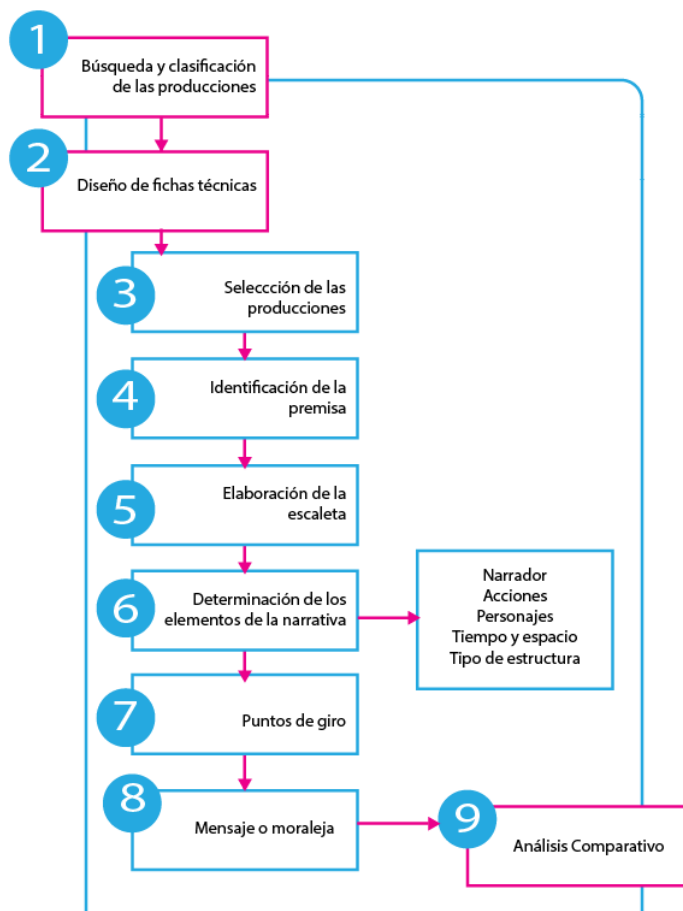 1
Búsqueda y clasificación
de las producciones
2
Diseño de fichas técnicas
3
Seleccción de las
producciones
4
Identificación de la
premisa
5
Elaboración de la
escaleta
6
Determinación de los
elementos de la narrativa
Narrador
Acciones
Personajes
Tiempo y espacio
Tipo de estructura
7
Puntos de giro
8
Mensaje o moraleja
9
Análisis Comparativo